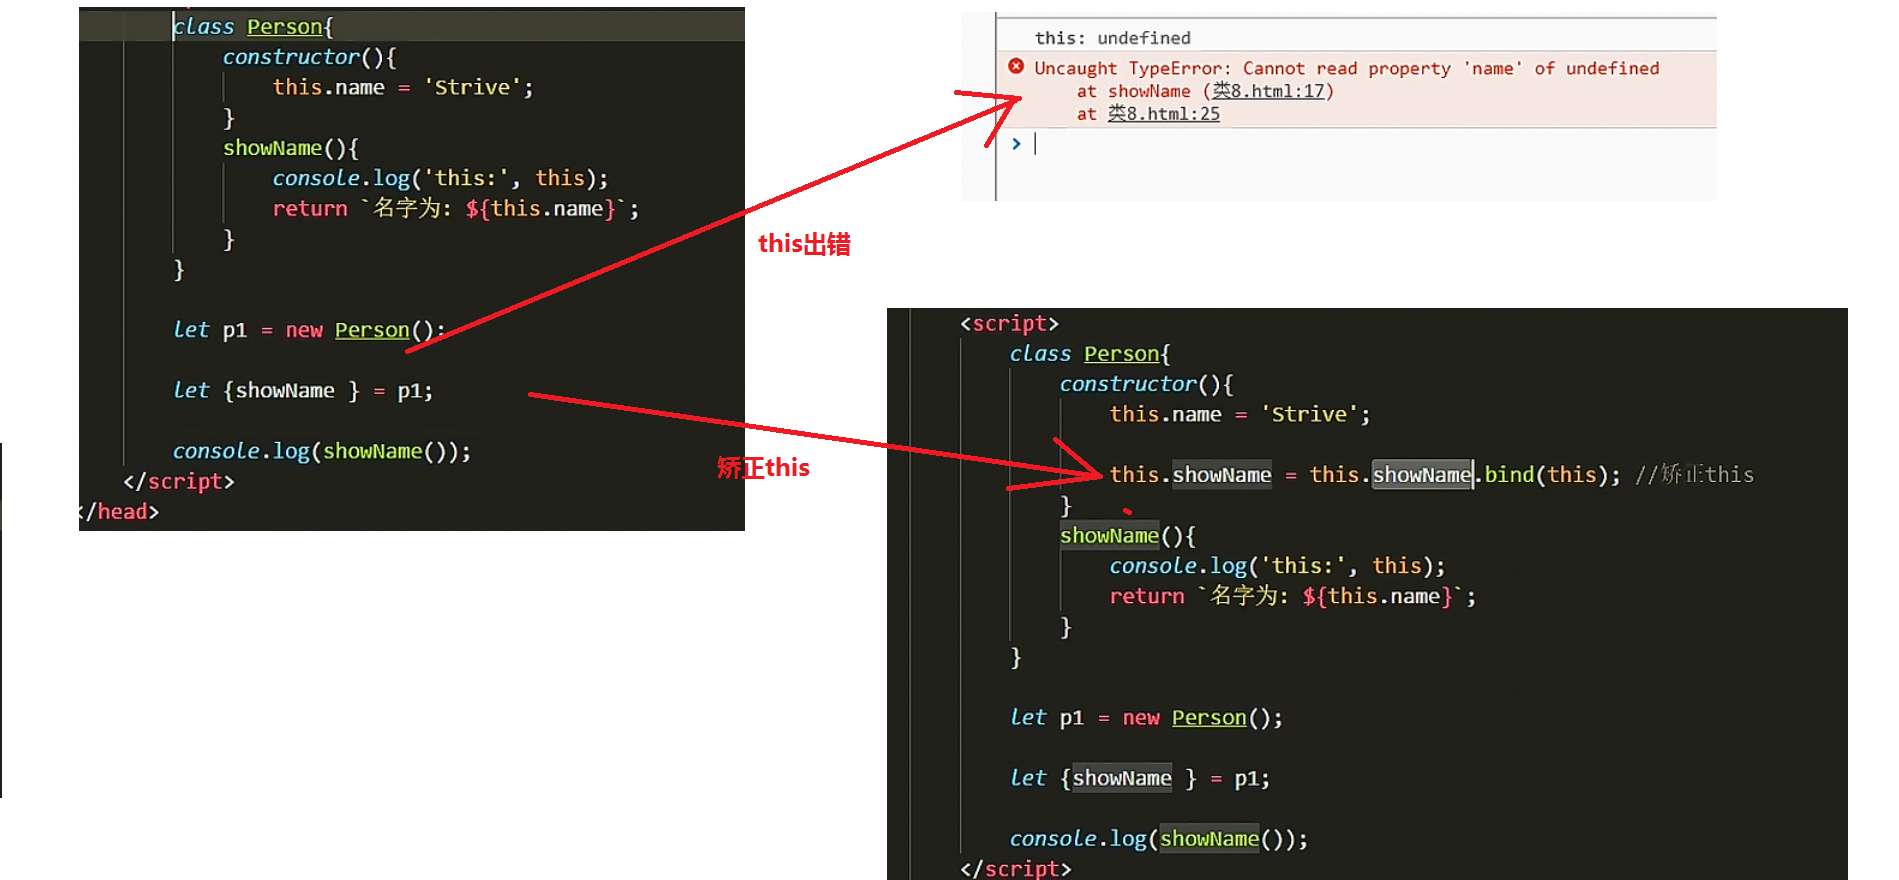 class Person{
constructor(){
this.name = 'Strive';
}
showName(){
console.log('this:', this);
return `名字为: ${this.name}`;
}
}
let p1 = new Person();
let {showName } = p1;
console.log(showName());
</script>
</head>
this: undefined
Uncaught TypeError: Cannot read property 'name' of undefined
at showName (类8.html:17)
at 类8.html:25
>
this出错
矫正this
<script>
class Person{
constructor(){
this.name = 'Strive';
this.showName = this.showName.bind(this); //矫正this
}
showName(){
console.log('this:', this);
return `名字为: ${this.name}`;
}
}
let p1 = new Person();
let {showName } = p1;
console.log(showName());
</script>